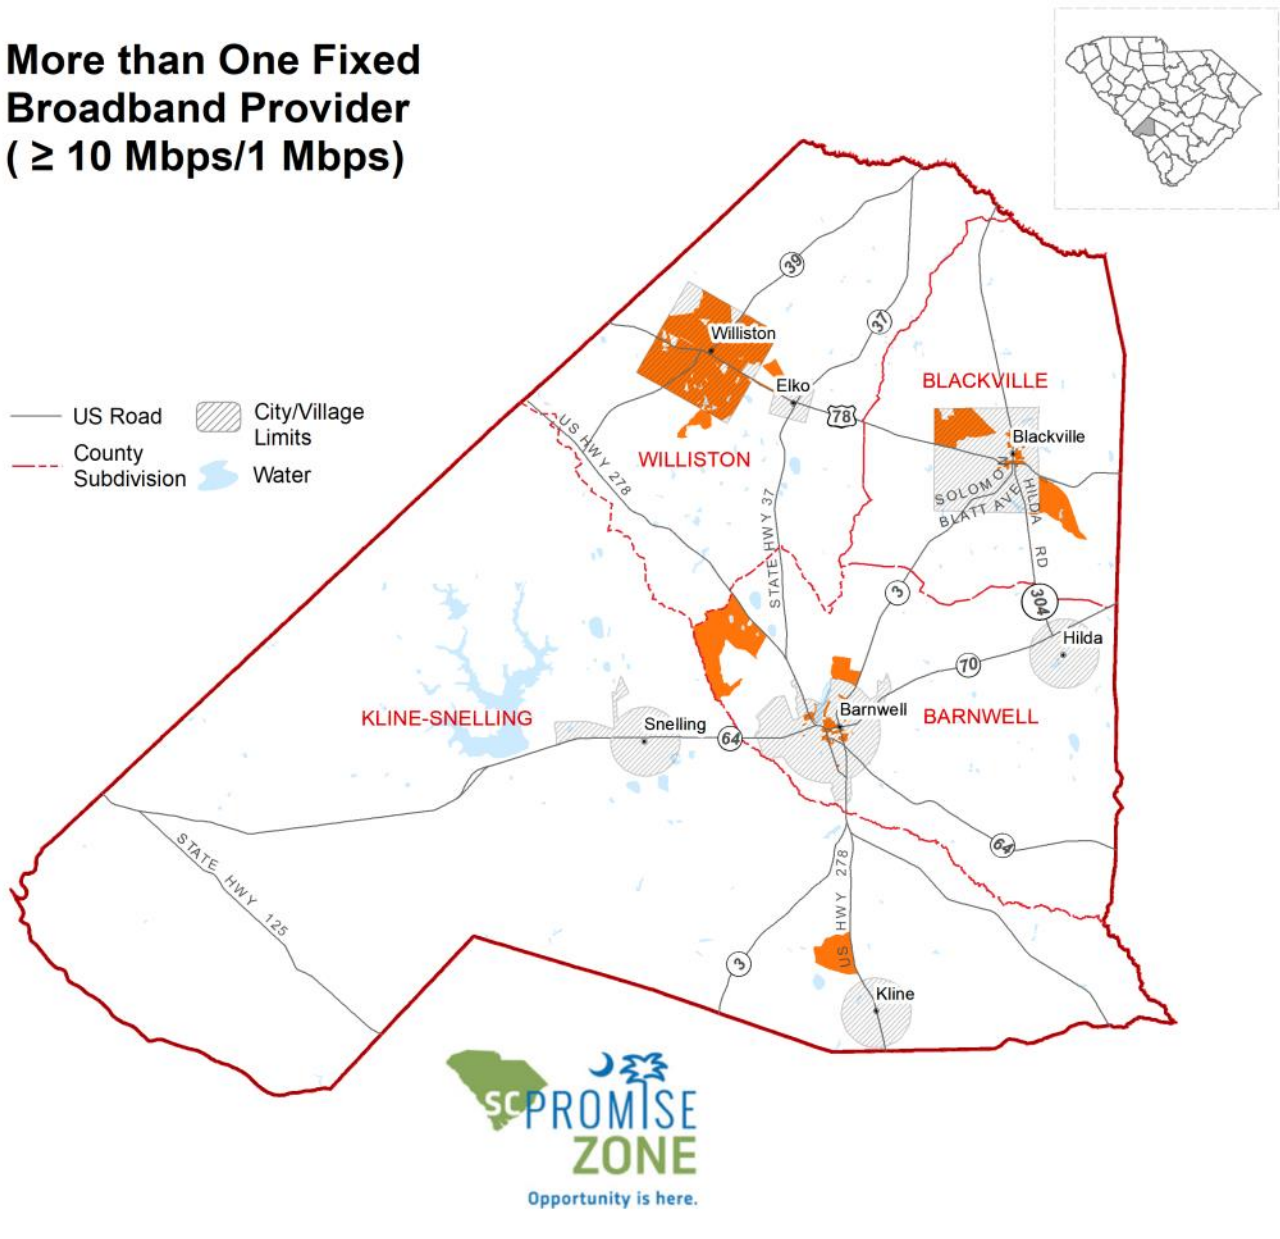 More than One Fixed
Broadband Provider
( ≥ 10 Mbps/1 Mbps)
39
Williston
37
Elko
78
BLACKVILLE
Blackville
US Road
City/Village
Limits
County
Subdivision
Water
US HWY 278
WILLISTON
STATE HWY 37
SOLOMON
BLATT AVE
HILDA RD
3
304
Hilda
70
KLINE-SNELLING
Snelling
64
Barnwell
BARNWELL
STATE HWY 125
64
US HWY 278
3
Kline
SC PROMISE
ZONE
Opportunity is here.